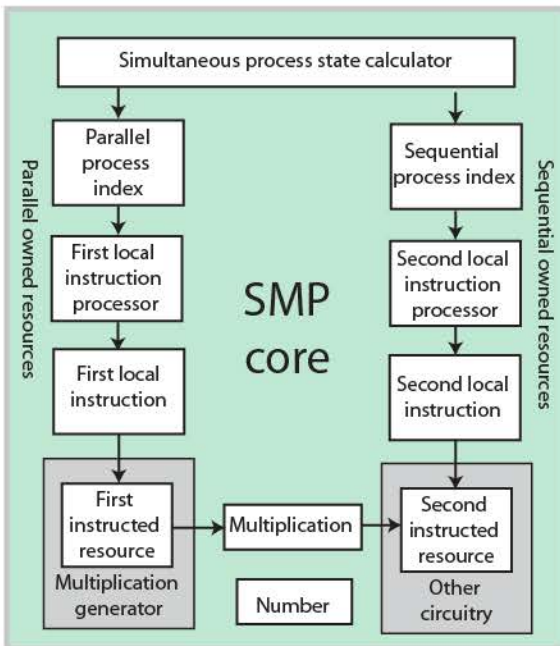 Simultaneous process state calculator
Parallel owned resources
Parallel
process
index
First local
instruction
processor
First local
instruction
First
instructed
resource
Multiplication
generator
SMP
core
Multiplication
Number
Sequential
process index
Second local
instruction
processor
Second local
instruction
Second
instructed
resource
Other
circuitry
Sequential owned resources